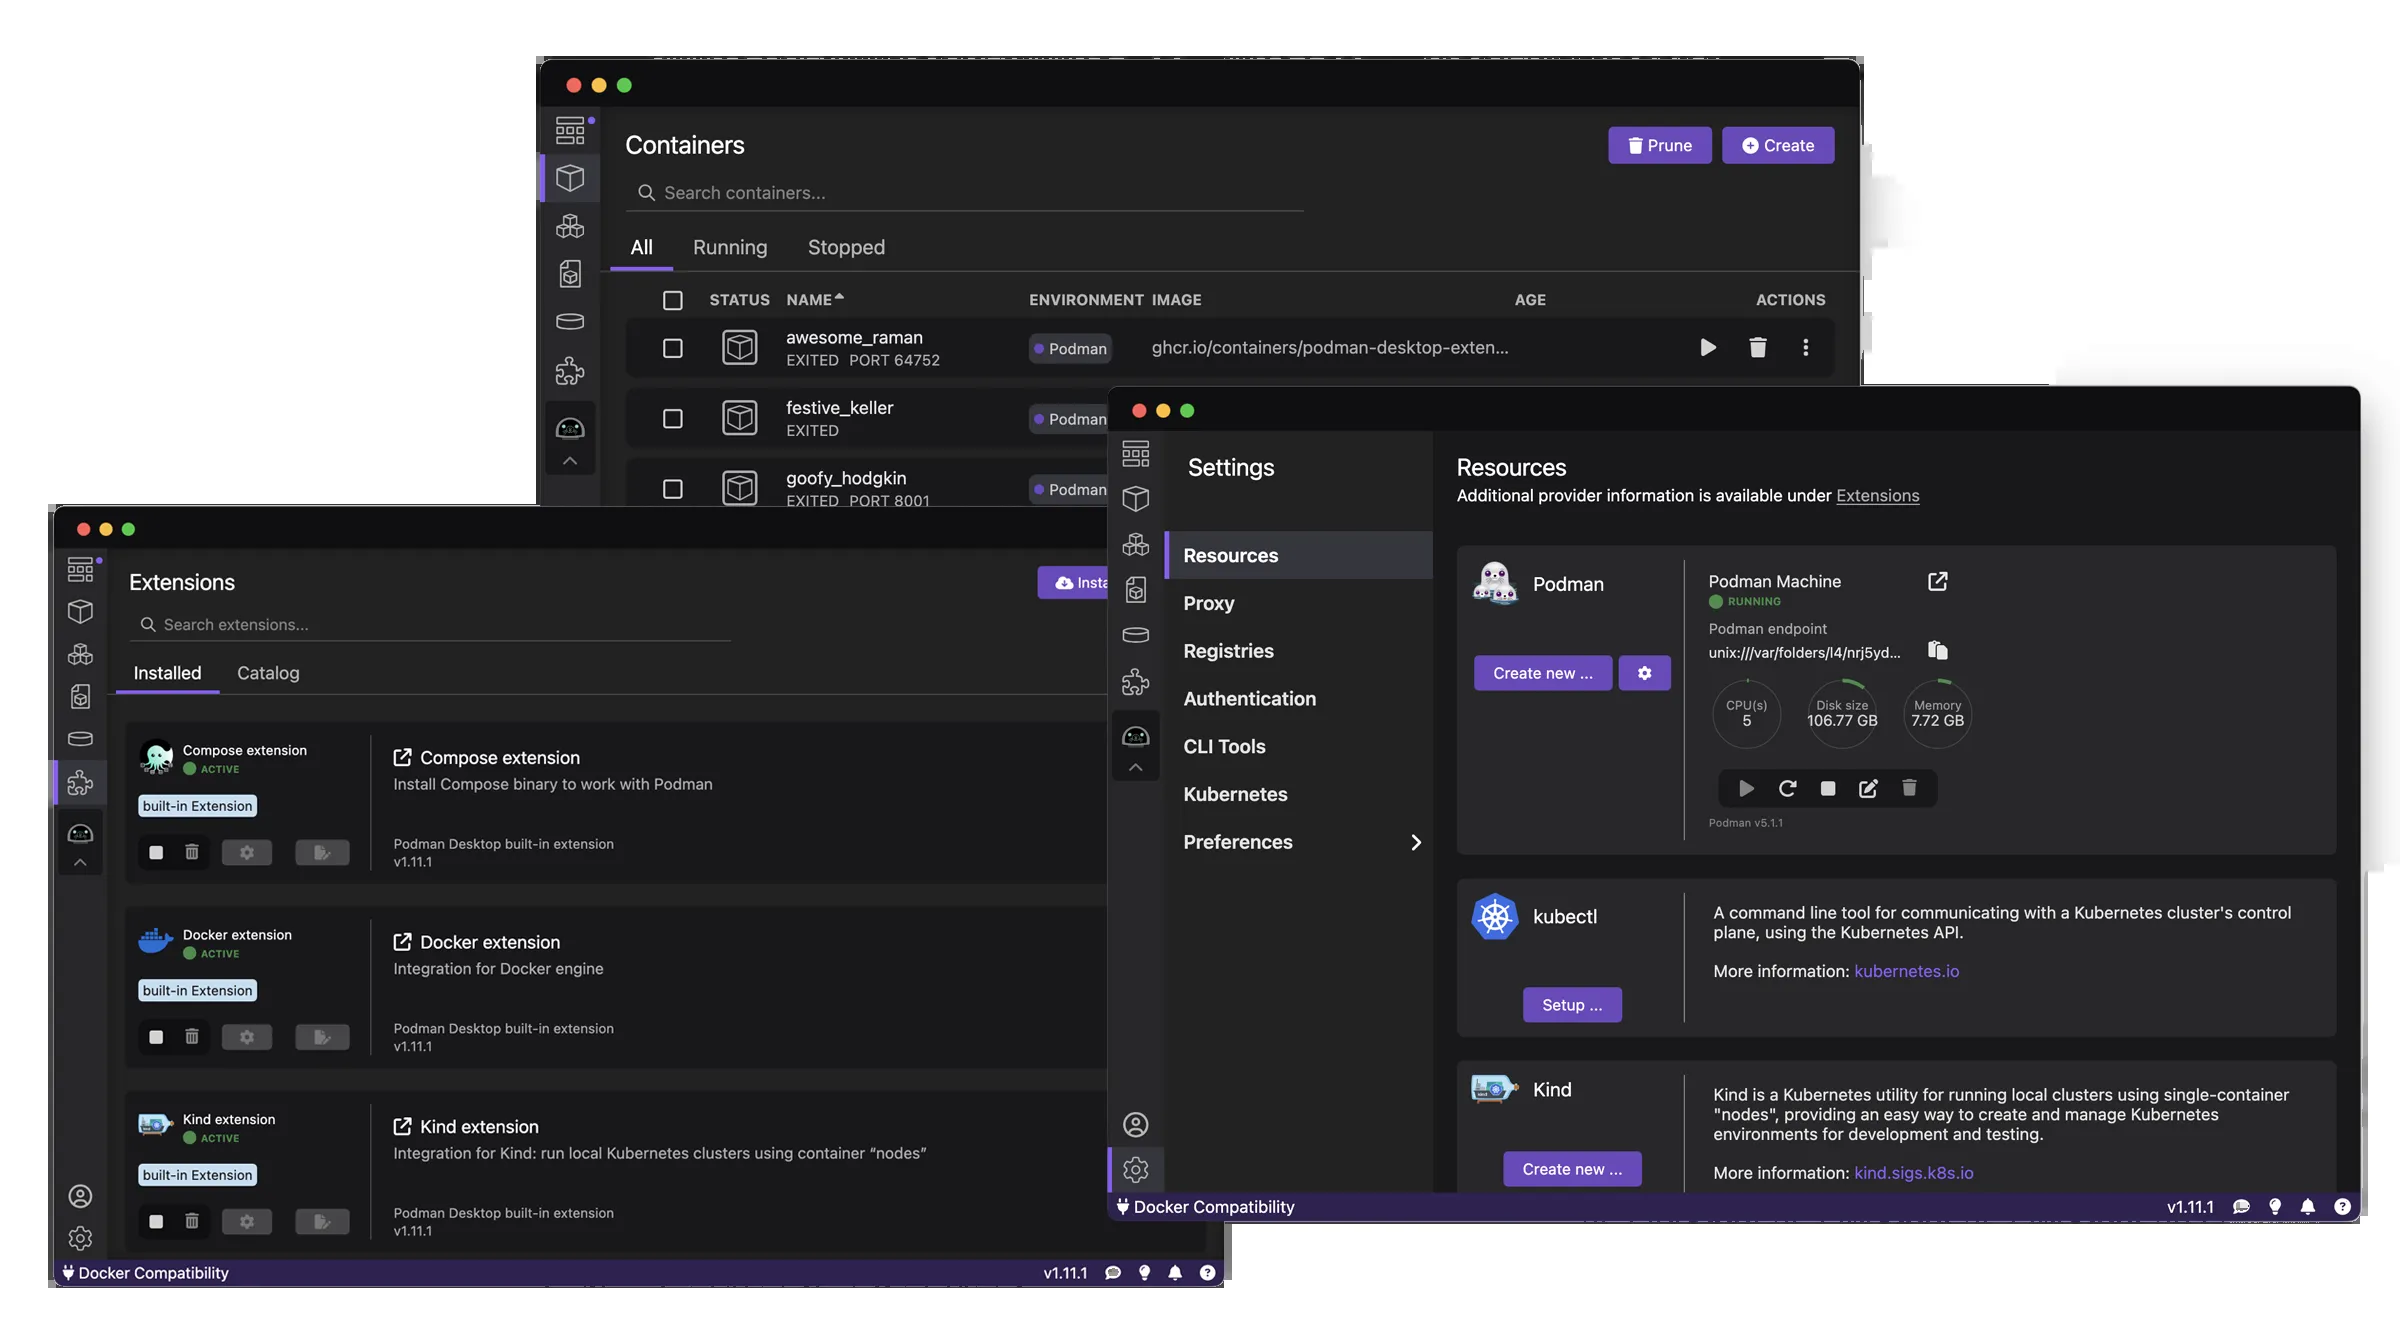 Containers
Prune
Create
Search containers...
All
Running
Stopped
STATUS NAME ENVIRONMENT IMAGE AGE ACTIONS
awesome_raman
EXITED PORT 64752
Podman
ghcr.io/containers/podman-desktop-exten...
festive_keller
EXITED
Podman
goofy_hodgkin
EXITED PORT 8001
Podman
Extensions
Insta
Search extensions...
Installed
Catalog
Compose extension
ACTIVE
built-in Extension
Compose extension
Install Compose binary to work with Podman
Podman Desktop built-in extension
v1.11.1
Docker extension
ACTIVE
built-in Extension
Docker extension
Integration for Docker engine
Podman Desktop built-in extension
v1.11.1
Kind extension
ACTIVE
built-in Extension
Kind extension
Integration for Kind: run local Kubernetes clusters using container “nodes”
Podman Desktop built-in extension
v1.11.1
Docker Compatibility
v1.11.1
Settings
Resources
Proxy
Registries
Authentication
CLI Tools
Kubernetes
Preferences
Resources
Additional provider information is available under Extensions
Podman
Create new ...
Podman Machine
RUNNING
Podman endpoint
unix:///var/folders/l4/nrj5yd...
CPU(s)
5
Disk size
106.77 GB
Memory
7.72 GB
Podman v5.1.1
kubectl
Setup ...
A command line tool for communicating with a Kubernetes cluster's control
plane, using the Kubernetes API.
More information: kubernetes.io
Kind
Create new ...
Kind is a Kubernetes utility for running local clusters using single-container
"nodes", providing an easy way to create and manage Kubernetes
environments for development and testing.
More information: kind.sigs.k8s.io
Docker Compatibility
v1.11.1